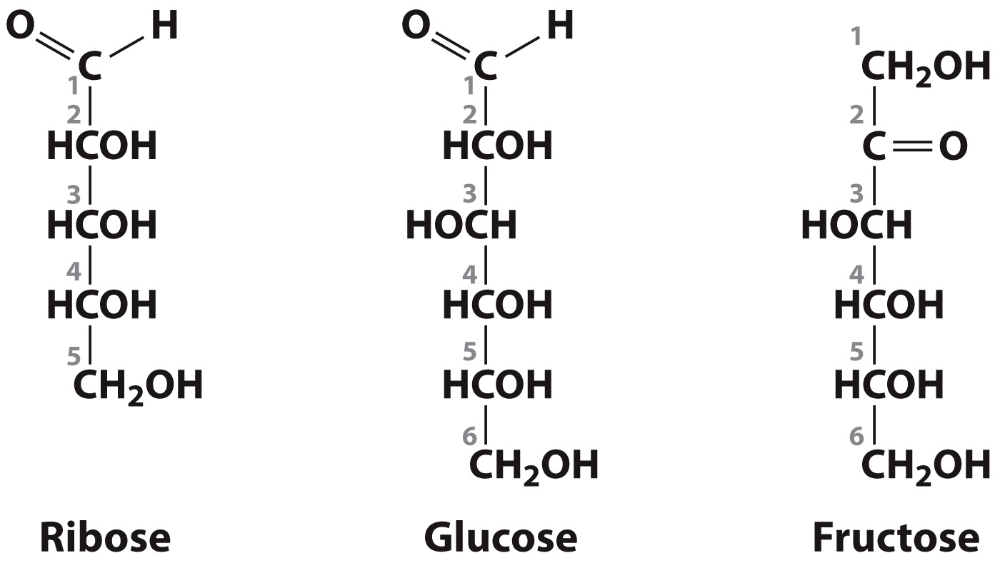 O H
C
1
2
HCOH
3
HCOH
4
HCOH
5
CH₂OH
Ribose
O H
C
1
2
HCOH
3
HOCH
4
HCOH
5
HCOH
6
CH₂OH
Glucose
1
CH₂OH
2
C O
3
HOCH
4
HCOH
5
HCOH
6
CH₂OH
Fructose